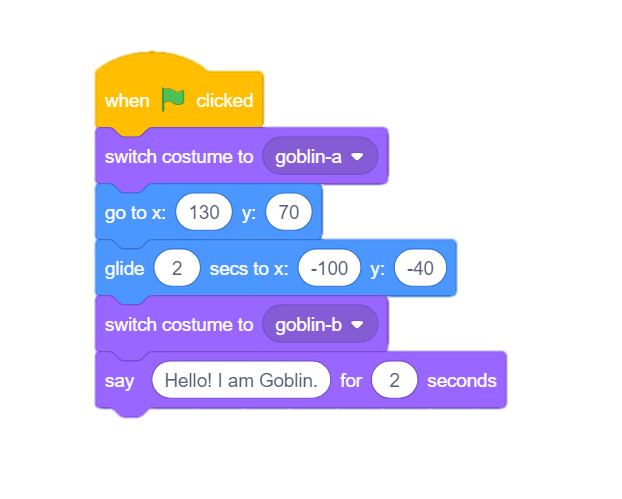 when clicked
switch costume to goblin-a
go to x: 130 y: 70
glide 2 secs to x: -100 y: -40
switch costume to goblin-b
say Hello! I am Goblin. for 2 seconds